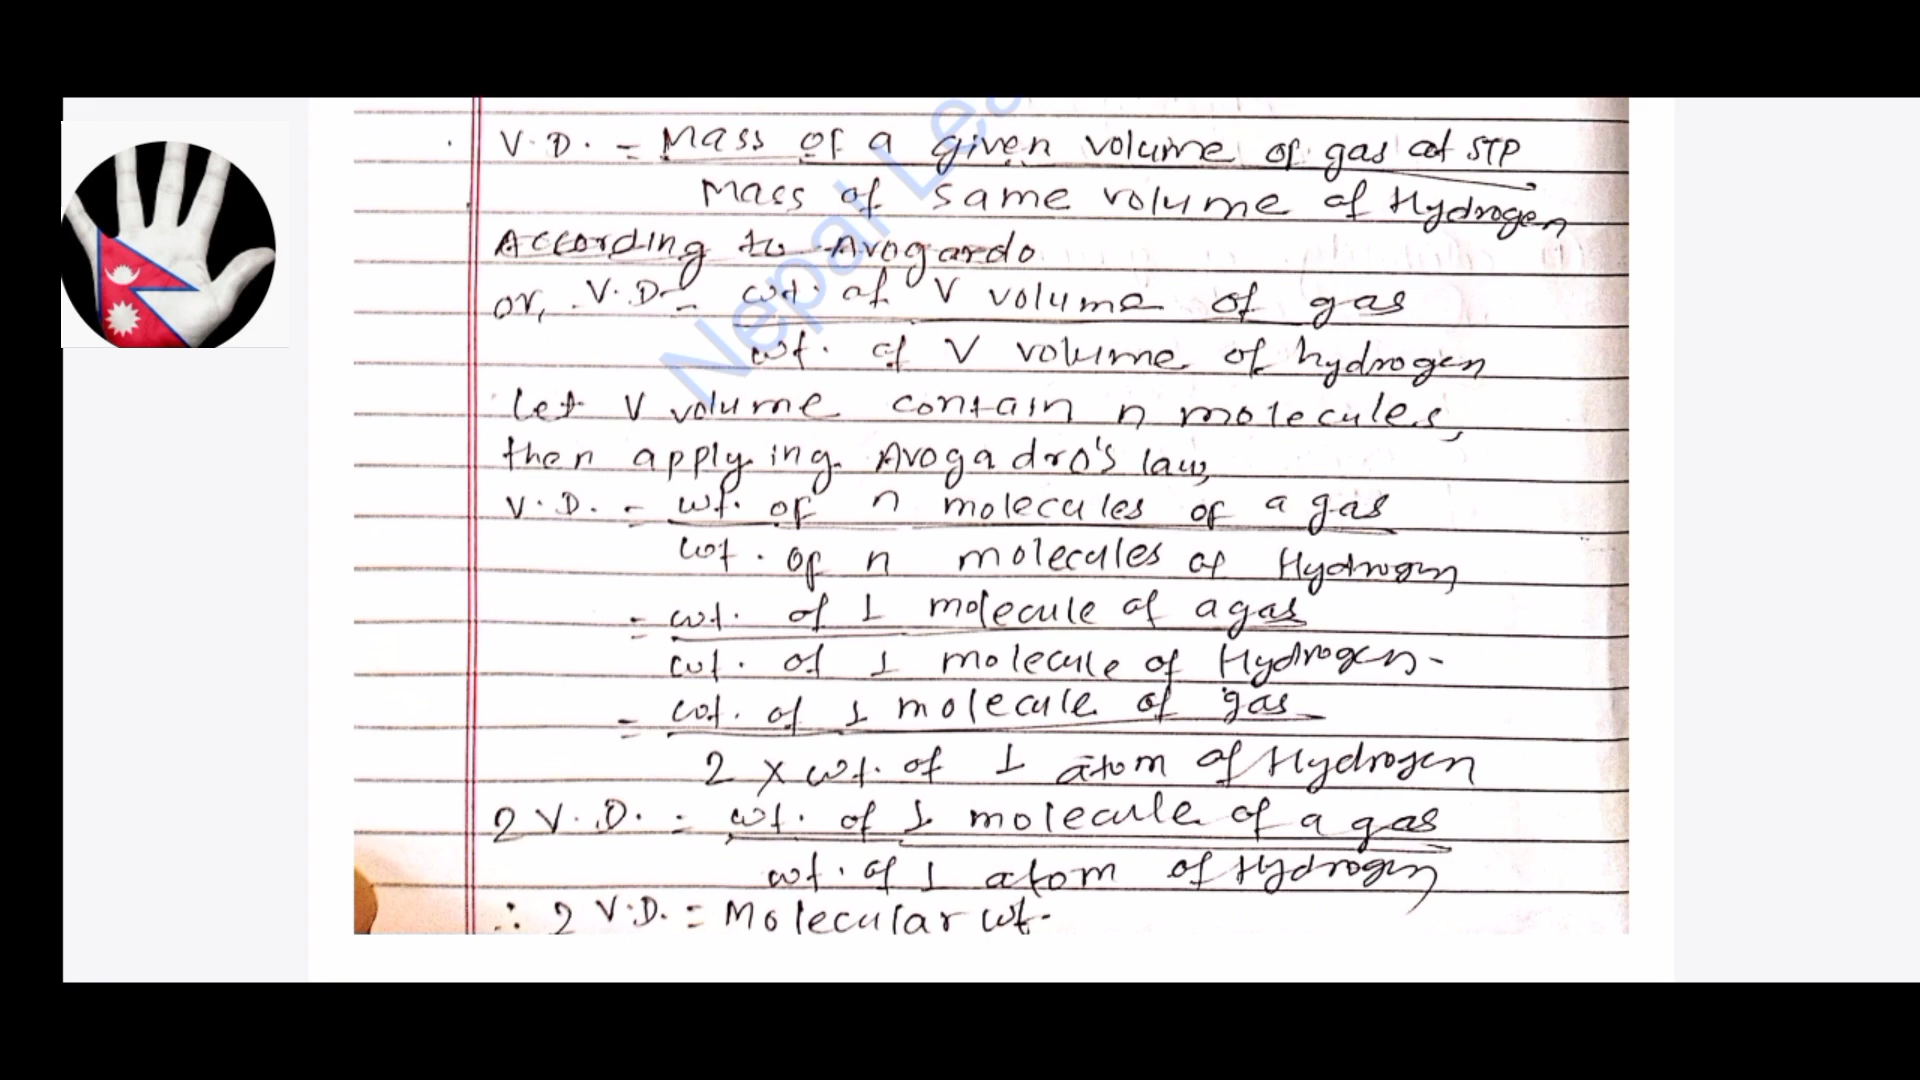 V.D. = Mass of a given volume of gas at STP
Mass of same volume of Hydrogen
According to Avogardo
or, V.D = wt. of V volume of gas
wt. of V volume of hydrogen
Let V volume contain n molecules,
then applying Avogadro's law,
V.D. = wt. of n molecules of a gas
wt. of n molecules of Hydrogen
= wt. of 1 molecule of a gas
wt. of 1 molecule of Hydrogen.
= wt. of 1 molecule of gas
2 x wt. of 1 atom of Hydrogen
2 V.D. = wt. of 1 molecule of a gas
wt. of 1 atom of Hydrogen
∴ 2 V.D. = Molecular wt.
Nepal Lea